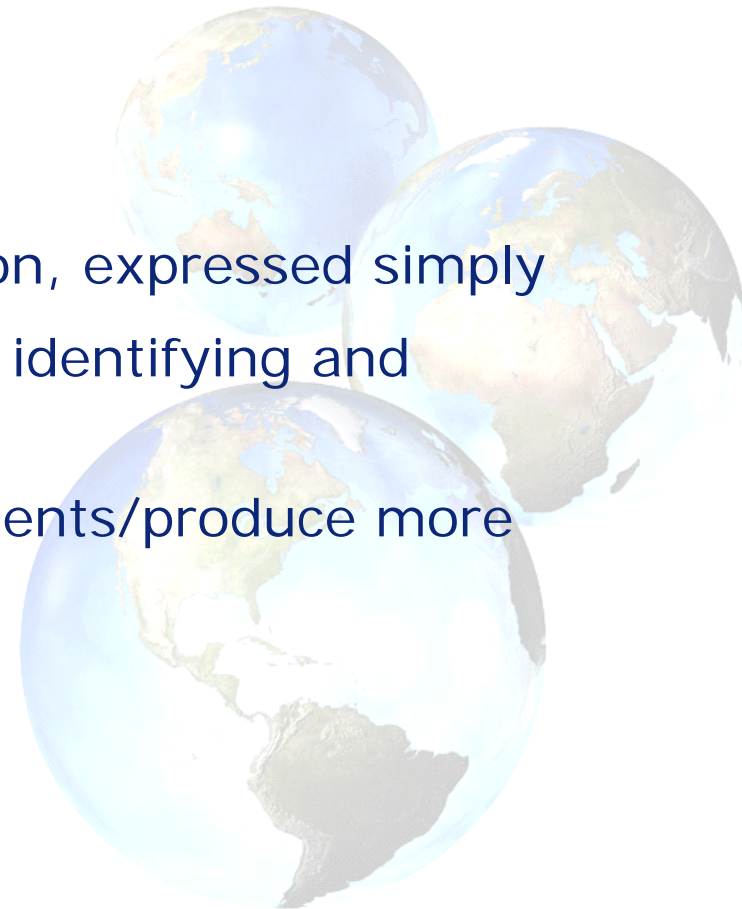 on, expressed simply
identifying and
ents/produce more